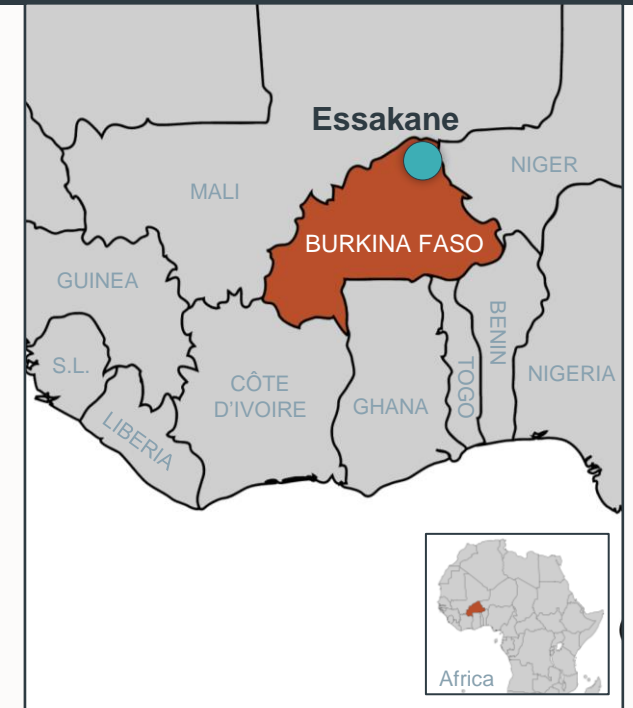 Essakane
NIGER
MALI
BURKINA FASO
GUINEA
BENIN
S.L.
TOGO
NIGERIA
CÔTE
D'IVOIRE
GHANA
LIBERIA
Africa